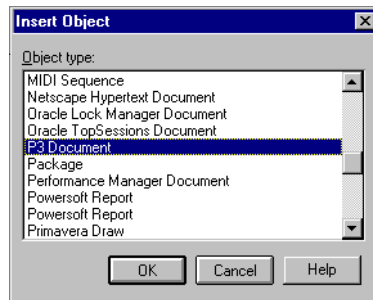 Insert Object
Object type:
MIDI Sequence
Netscape Hypertext Document
Oracle Lock Manager Document
Oracle TopSessions Document
P3 Document
Package
Performance Manager Document
Powersoft Report
Powersoft Report
Primavera Draw
OK Cancel Help